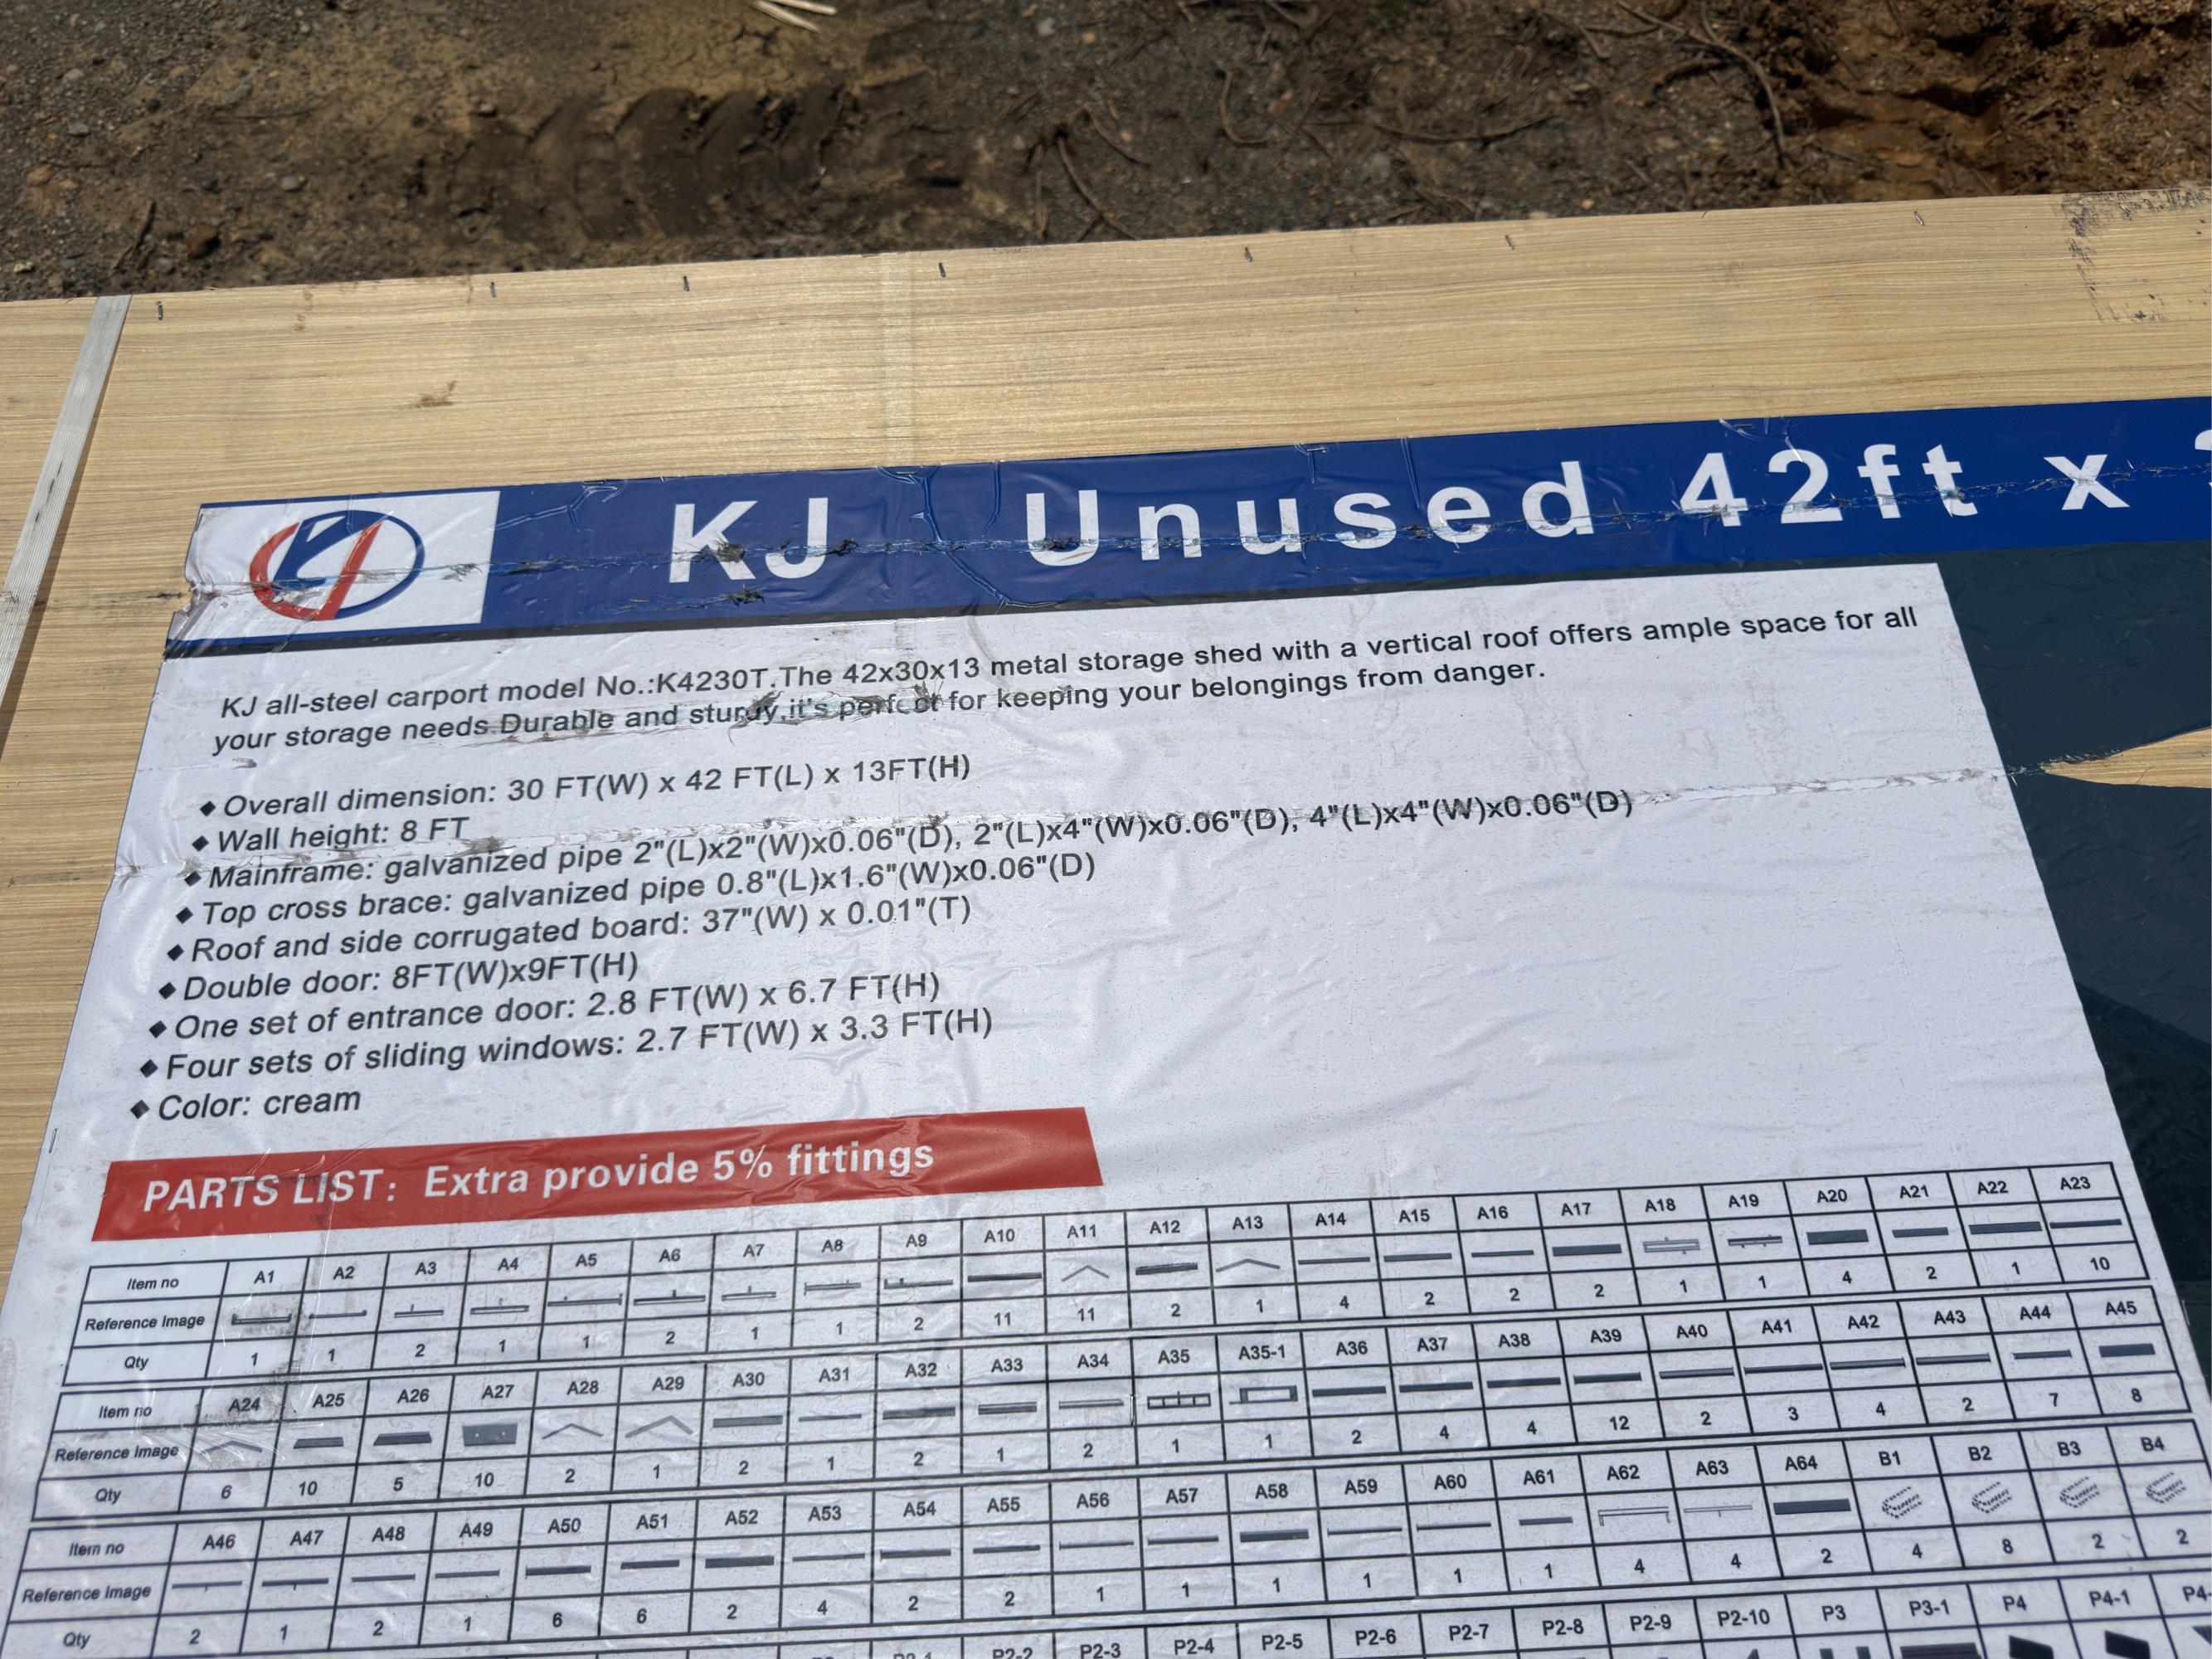 KJ Unused 42ft x
KJ all-steel carport model No.:K4230T.The 42x30x13 metal storage shed with a vertical roof offers ample space for all
your storage needs.Durable and sturdy,it's perfect for keeping your belongings from danger.
◆Overall dimension: 30 FT(W) x 42 FT(L) x 13FT(H)
◆Wall height: 8 FT
◆Mainframe: galvanized pipe 2"(L)x2"(W)x0.06"(D), 2"(L)x4"(W)x0.06"(D), 4"(L)x4"(W)x0.06"(D)
◆Top cross brace: galvanized pipe 0.8"(L)x1.6"(W)x0.06"(D)
◆Roof and side corrugated board: 37"(W) x 0.01"(T)
◆Double door: 8FT(W)x9FT(H)
◆One set of entrance door: 2.8 FT(W) x 6.7 FT(H)
◆Four sets of sliding windows: 2.7 FT(W) x 3.3 FT(H)
◆Color: cream
PARTS LIST: Extra provide 5% fittings
Item no A1 A2 A3 A4 A5 A6 A7 A8 A9 A10 A11 A12 A13 A14 A15 A16 A17 A18 A19 A20 A21 A22 A23
Reference Image
Qty 1 1 2 1 1 2 1 1 2 11 11 2 1 4 2 2 2 1 1 4 2 1 10
Item no A24 A25 A26 A27 A28 A29 A30 A31 A32 A33 A34 A35 A35-1 A36 A37 A38 A39 A40 A41 A42 A43 A44 A45
Reference Image
Qty 6 10 5 10 2 1 2 1 2 1 2 1 1 2 4 4 12 2 3 4 2 7 8
Item no A46 A47 A48 A49 A50 A51 A52 A53 A54 A55 A56 A57 A58 A59 A60 A61 A62 A63 A64 B1 B2 B3 B4
Reference Image
Qty 2 1 2 1 6 6 2 4 2 2 1 1 1 1 1 1 4 4 2 4 8 2 2
P2-2 P2-3 P2-4 P2-5 P2-6 P2-7 P2-8 P2-9 P2-10 P3 P3-1 P4 P4-1